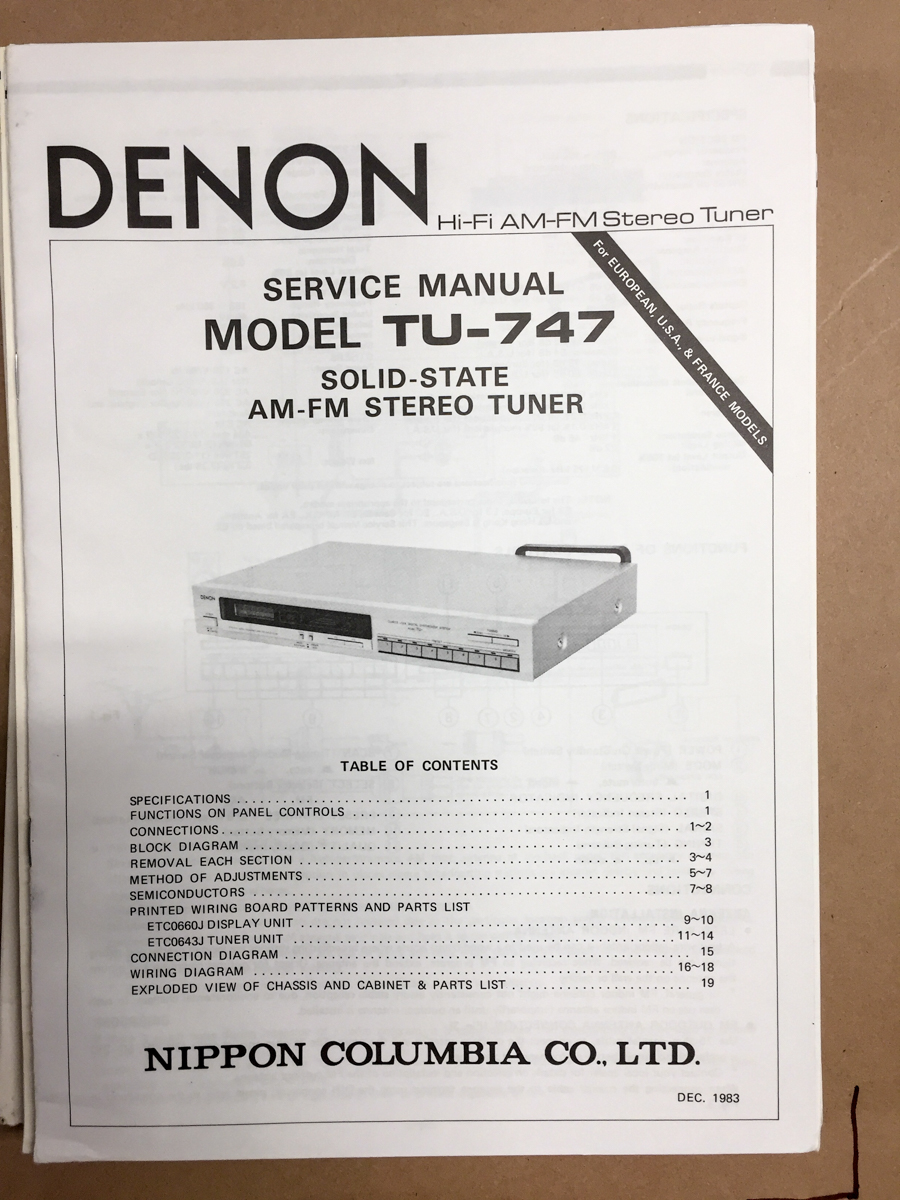 DENON
Hi-Fi AM-FM Stereo Tuner
For EUROPEAN, U.S.A., & FRANCE MODELS
SERVICE MANUAL
MODEL TU-747
SOLID-STATE
AM-FM STEREO TUNER
DENON
TABLE OF CONTENTS
SPECIFICATIONS . . . . . . . . . . . . . . . . . . . . 1
FUNCTIONS ON PANEL CONTROLS . . . . . . . . . . . . . . . . . . . . 1
CONNECTIONS . . . . . . . . . . . . . . . . . . . . 1~2
BLOCK DIAGRAM . . . . . . . . . . . . . . . . . . . . 3
REMOVAL EACH SECTION . . . . . . . . . . . . . . . . . . . . 3~4
METHOD OF ADJUSTMENTS . . . . . . . . . . . . . . . . . . . . 5~7
SEMICONDUCTORS . . . . . . . . . . . . . . . . . . . . 7~8
PRINTED WIRING BOARD PATTERNS AND PARTS LIST
ETC0660J DISPLAY UNIT . . . . . . . . . . . . . . . . . . . . 9~10
ETC0643J TUNER UNIT . . . . . . . . . . . . . . . . . . . . 11~14
CONNECTION DIAGRAM . . . . . . . . . . . . . . . . . . . . 15
WIRING DIAGRAM . . . . . . . . . . . . . . . . . . . . 16~18
EXPLODED VIEW OF CHASSIS AND CABINET & PARTS LIST . . . . . . . . . . . . . . . . . . . . 19
NIPPON COLUMBIA CO., LTD.
DEC. 1983